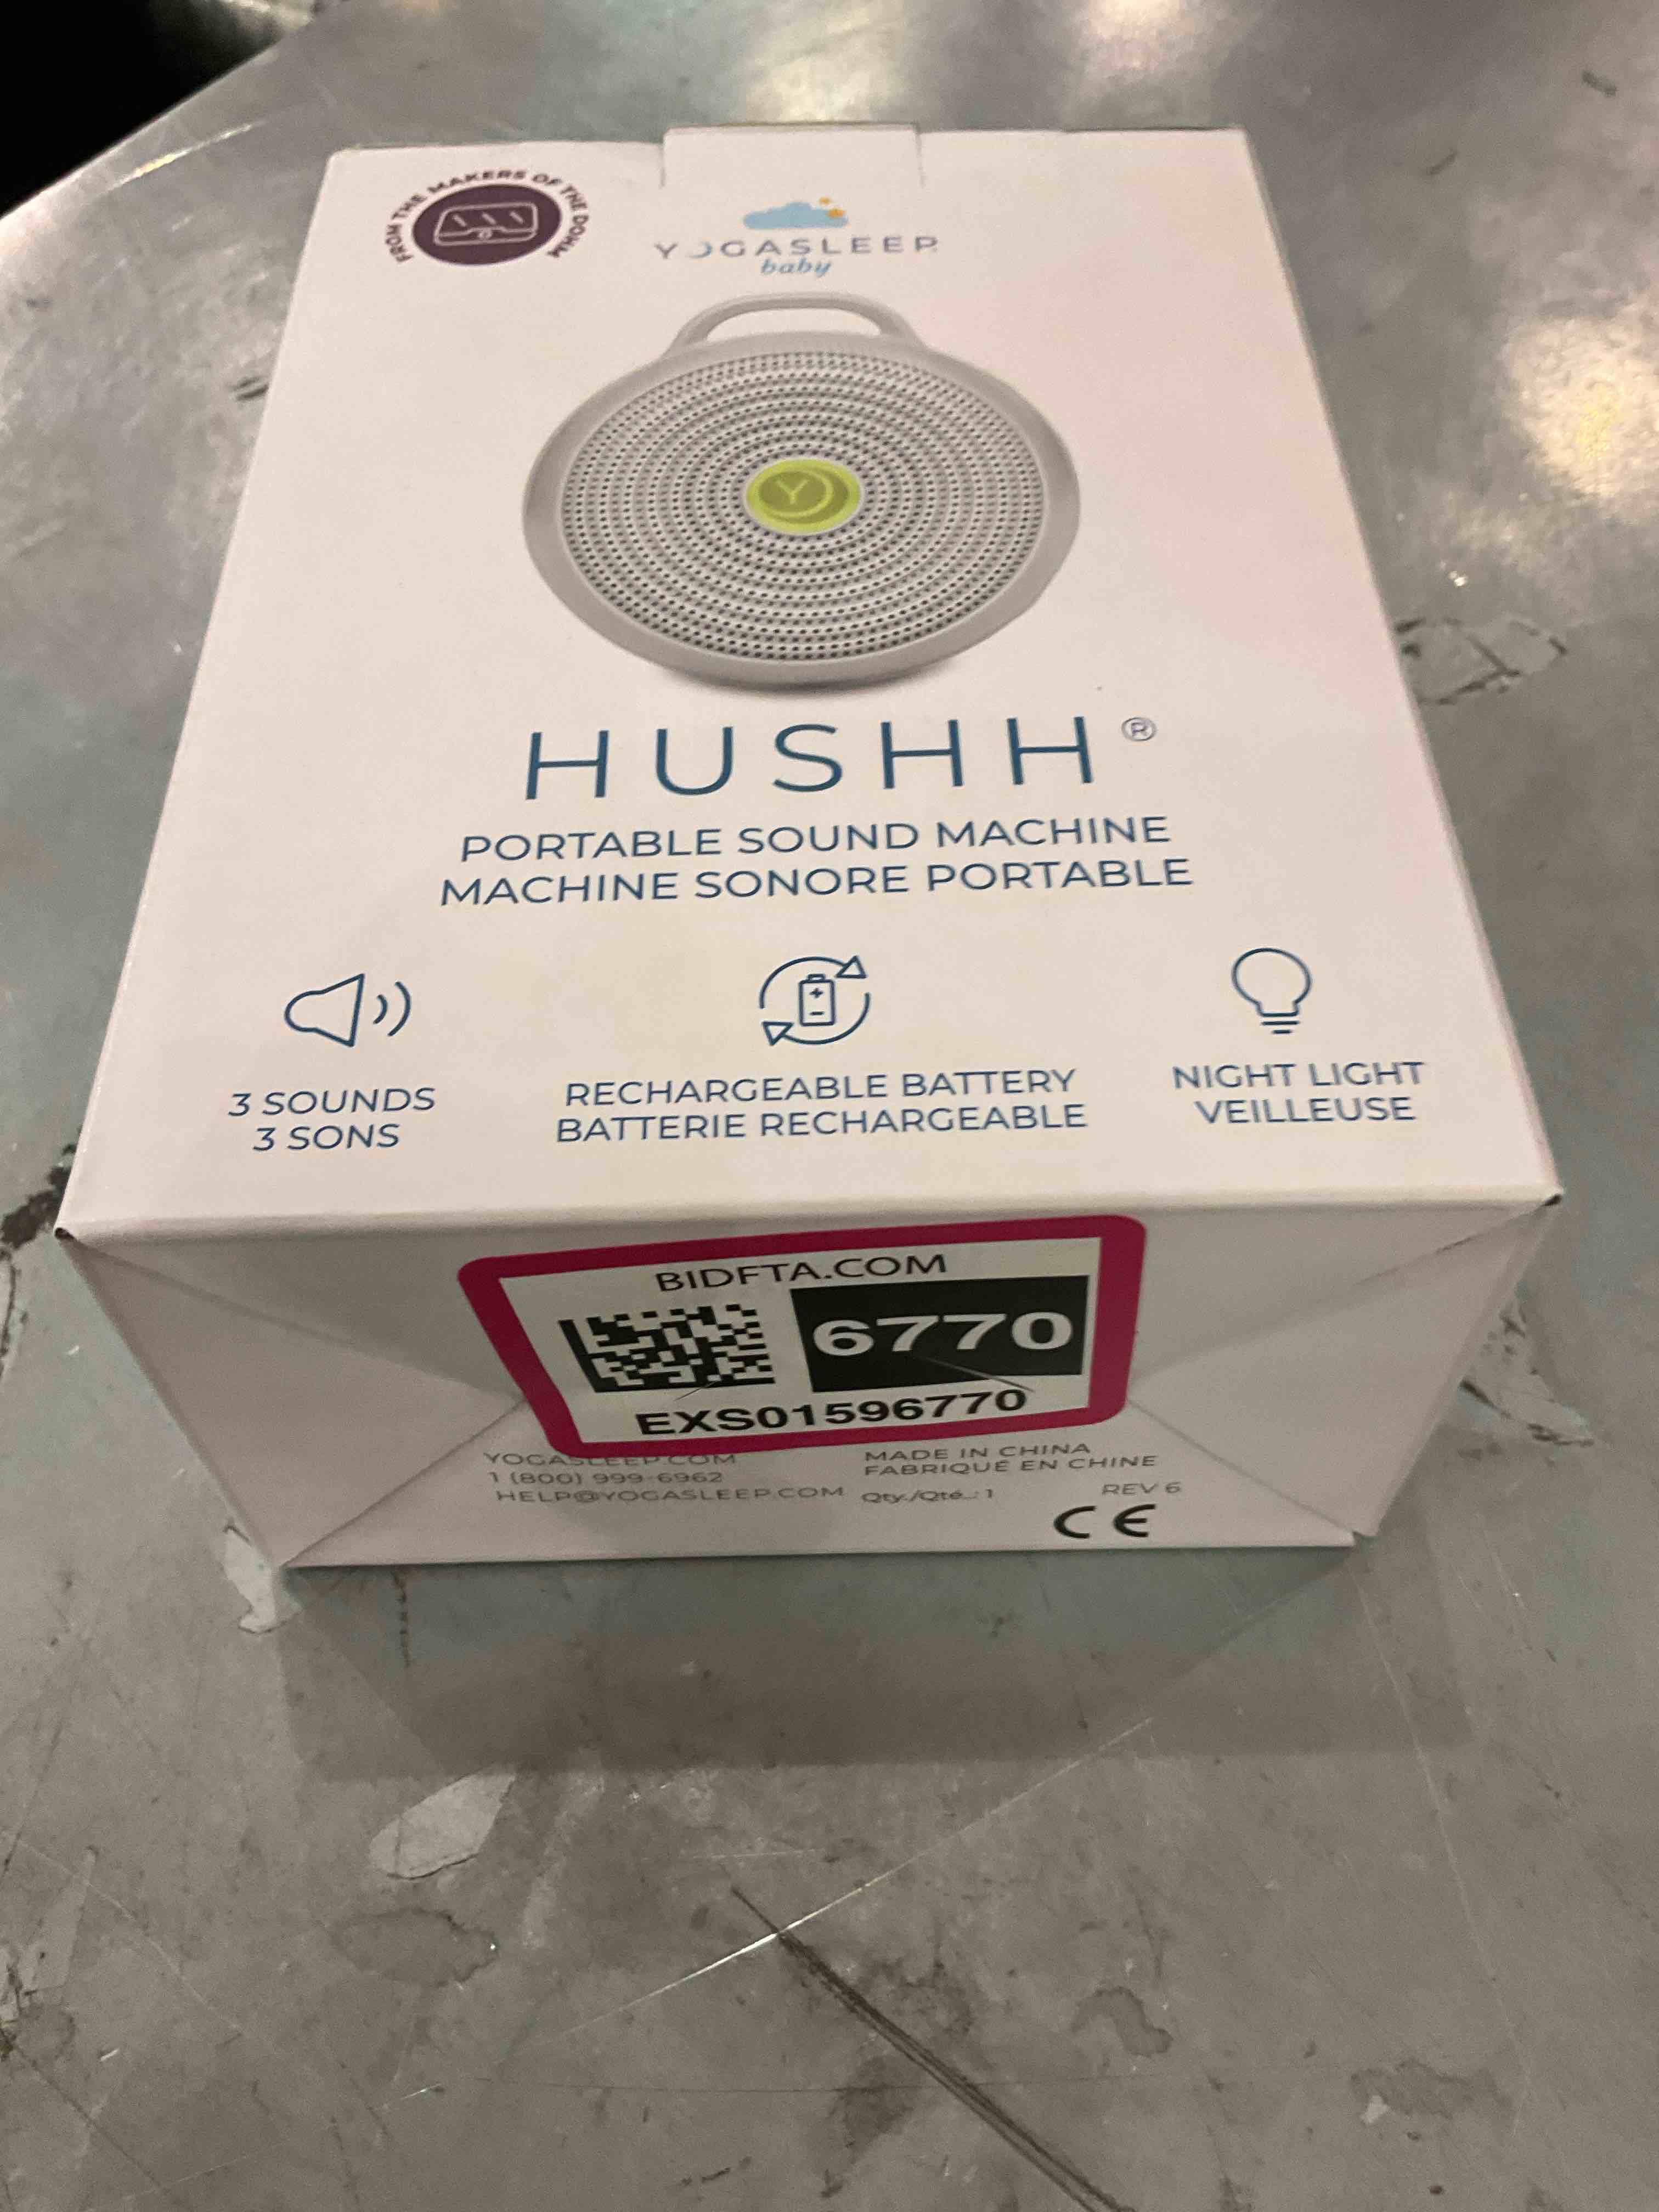 FROM THE MAKERS OF THE DOHM
YOGASLEEP
baby
Y
HUSHH®
PORTABLE SOUND MACHINE
MACHINE SONORE PORTABLE
3 SOUNDS
3 SONS
RECHARGEABLE BATTERY
BATTERIE RECHARGEABLE
NIGHT LIGHT
VEILLEUSE
BIDFTA.COM
6770
EXS01596770
YOGASLEEP.COM
1 (800) 999-6962
HELP@YOGASLEEP.COM
MADE IN CHINA
FABRIQUÉ EN CHINE
Qty./Qté.: 1
REV 6
CE